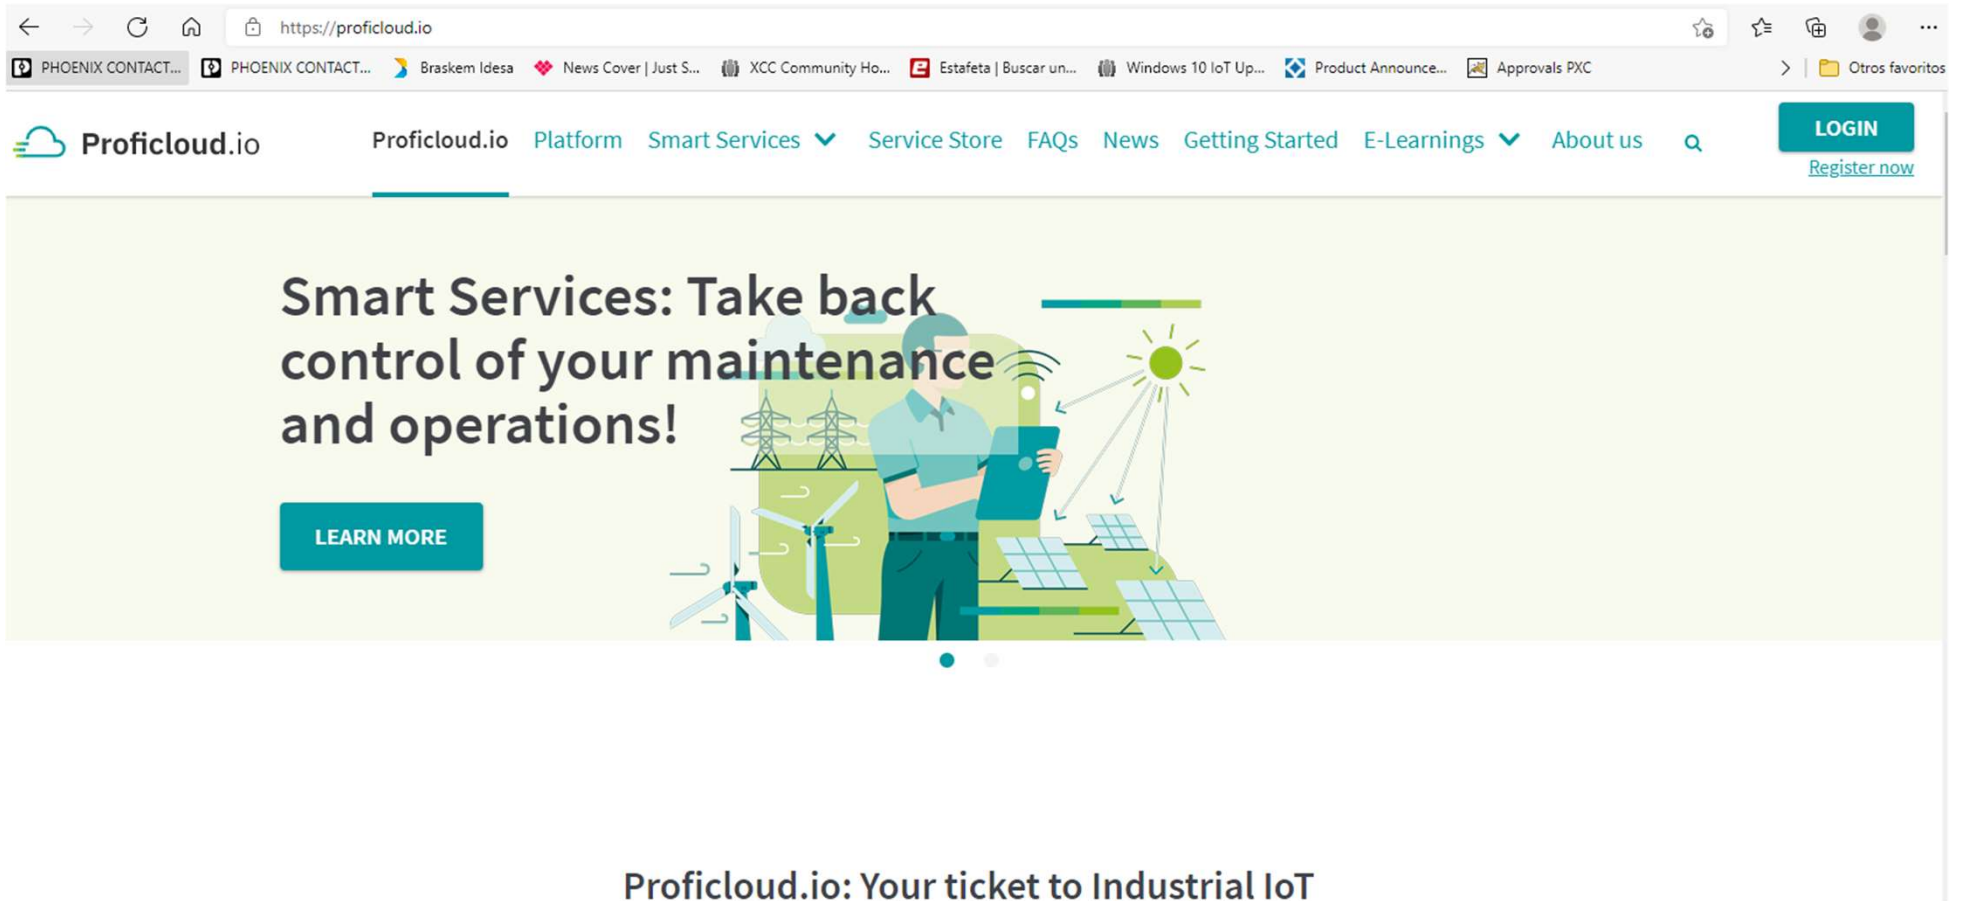 https://proficloud.io
PHOENIX CONTACT... PHOENIX CONTACT... Braskem Idesa News Cover | Just S... XCC Community Ho... Estafeta | Buscar un... Windows 10 IoT Up... Product Announce... Approvals PXC Otros favoritos
Proficloud.io Proficloud.io Platform Smart Services Service Store FAQs News Getting Started E-Learnings About us LOGIN
Register now
Smart Services: Take back
control of your maintenance
and operations!
LEARN MORE
Proficloud.io: Your ticket to Industrial IoT